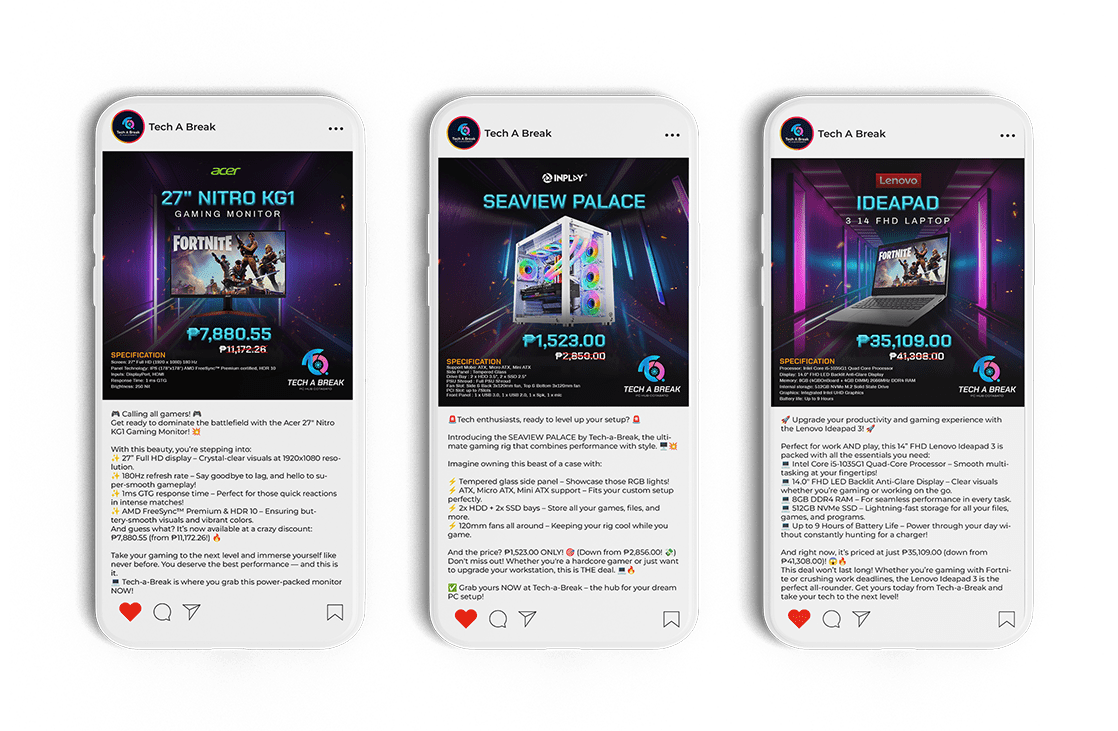 Tech A Break
Tech A Break
acer
27" NITRO KG1
GAMING MONITOR
FORTNITE
₱7,880.55
₱11,172.26
SPECIFICATION
Screen: 27" Full HD (1920 x 1080) 180 Hz
Panel Technology: IPS (178°x178°) AMD FreeSync™ Premium certified, HDR 10
Inputs: DisplayPort, HDMI
Response Time: 1 ms GTG
Brightness: 250 Nit
TECH A BREAK
🎮 Calling all gamers! 🎮
Get ready to dominate the battlefield with the Acer 27" Nitro
KG1 Gaming Monitor! 💥
With this beauty, you're stepping into:
✨ 27" Full HD display – Crystal-clear visuals at 1920x1080 reso-
lution.
✨ 180Hz refresh rate – Say goodbye to lag, and hello to su-
per-smooth gameplay!
✨ 1ms GTG response time – Perfect for those quick reactions
in intense matches!
✨ AMD FreeSync™ Premium & HDR 10 – Ensuring but-
tery-smooth visuals and vibrant colors.
And guess what? It's now available at a crazy discount:
₱7,880.55 (from ₱11,172.26!) 🔥
Take your gaming to the next level and immerse yourself like
never before. You deserve the best performance — and this is
it.
💻 Tech-a-Break is where you grab this power-packed monitor
NOW!
Tech A Break
Tech A Break
INPLAY
SEAVIEW PALACE
₱1,523.00
₱2,859.00
SPECIFICATION
Support Mobo: ATX, Micro ATX, Mini ATX
Side Panel : Tempered Glass
Drive Bay : 2 x HDD 3.5", 2 x SSD 2.5"
PSU Shroud : Full PSU Shroud
Fan Slot: Side & Back 3x120mm fan, Top & Bottom 3x120mm fan
PCI Slot: up to 7Slots
Front Panel : 1 x USB 3.0, 1 x USB 2.0, 1 x Spk, 1 x mic
TECH A BREAK
🚨Tech enthusiasts, ready to level up your setup? 🚨
Introducing the SEAVIEW PALACE by Tech-a-Break, the ulti-
mate gaming rig that combines performance with style. 🖥️💥
Imagine owning this beast of a case with:
⚡ Tempered glass side panel – Showcase those RGB lights!
⚡ ATX, Micro ATX, Mini ATX support – Fits your custom setup
perfectly.
⚡ 2x HDD + 2x SSD bays – Store all your games, files, and
more.
⚡ 120mm fans all around – Keeping your rig cool while you
game.
And the price? ₱1,523.00 ONLY! 🎯 (Down from ₱2,856.00! 💸)
Don't miss out! Whether you're a hardcore gamer or just want
to upgrade your workstation, this is THE deal. 💻🔥
✅ Grab yours NOW at Tech-a-Break – the hub for your dream
PC setup!
Tech A Break
Tech A Break
Lenovo
IDEAPAD
3 14 FHD LAPTOP
FORTNITE
₱35,109.00
₱41,308.00
SPECIFICATION
Processor: Intel Core i5-1035G1 Quad-Core Processor
Display: 14.0" FHD LED Backlit Anti-Glare Display
Memory: 8GB (4GBOnBoard + 4GB DIMM) 2666MHz DDR4 RAM
Internal storage: 512GB NVMe M.2 Solid State Drive
Graphics: Integrated Intel UHD Graphics
Battery life: Up to 9 Hours
TECH A BREAK
🚀 Upgrade your productivity and gaming experience with
the Lenovo Ideapad 3! 🚀
Perfect for work AND play, this 14" FHD Lenovo Ideapad 3 is
packed with all the essentials you need:
💻 Intel Core i5-1035G1 Quad-Core Processor – Smooth multi-
tasking at your fingertips!
💻 14.0" FHD LED Backlit Anti-Glare Display – Clear visuals
whether you're gaming or working on the go.
💻 8GB DDR4 RAM – For seamless performance in every task.
💻 512GB NVMe SSD – Lightning-fast storage for all your files,
games, and programs.
💻 Up to 9 Hours of Battery Life – Power through your day wi-
thout constantly hunting for a charger!
And right now, it's priced at just ₱35,109.00 (down from
₱41,308.00)! 😱🔥
This deal won't last long! Whether you're gaming with Fortni-
te or crushing work deadlines, the Lenovo Ideapad 3 is the
perfect all-rounder. Get yours today from Tech-a-Break and
take your tech to the next level!